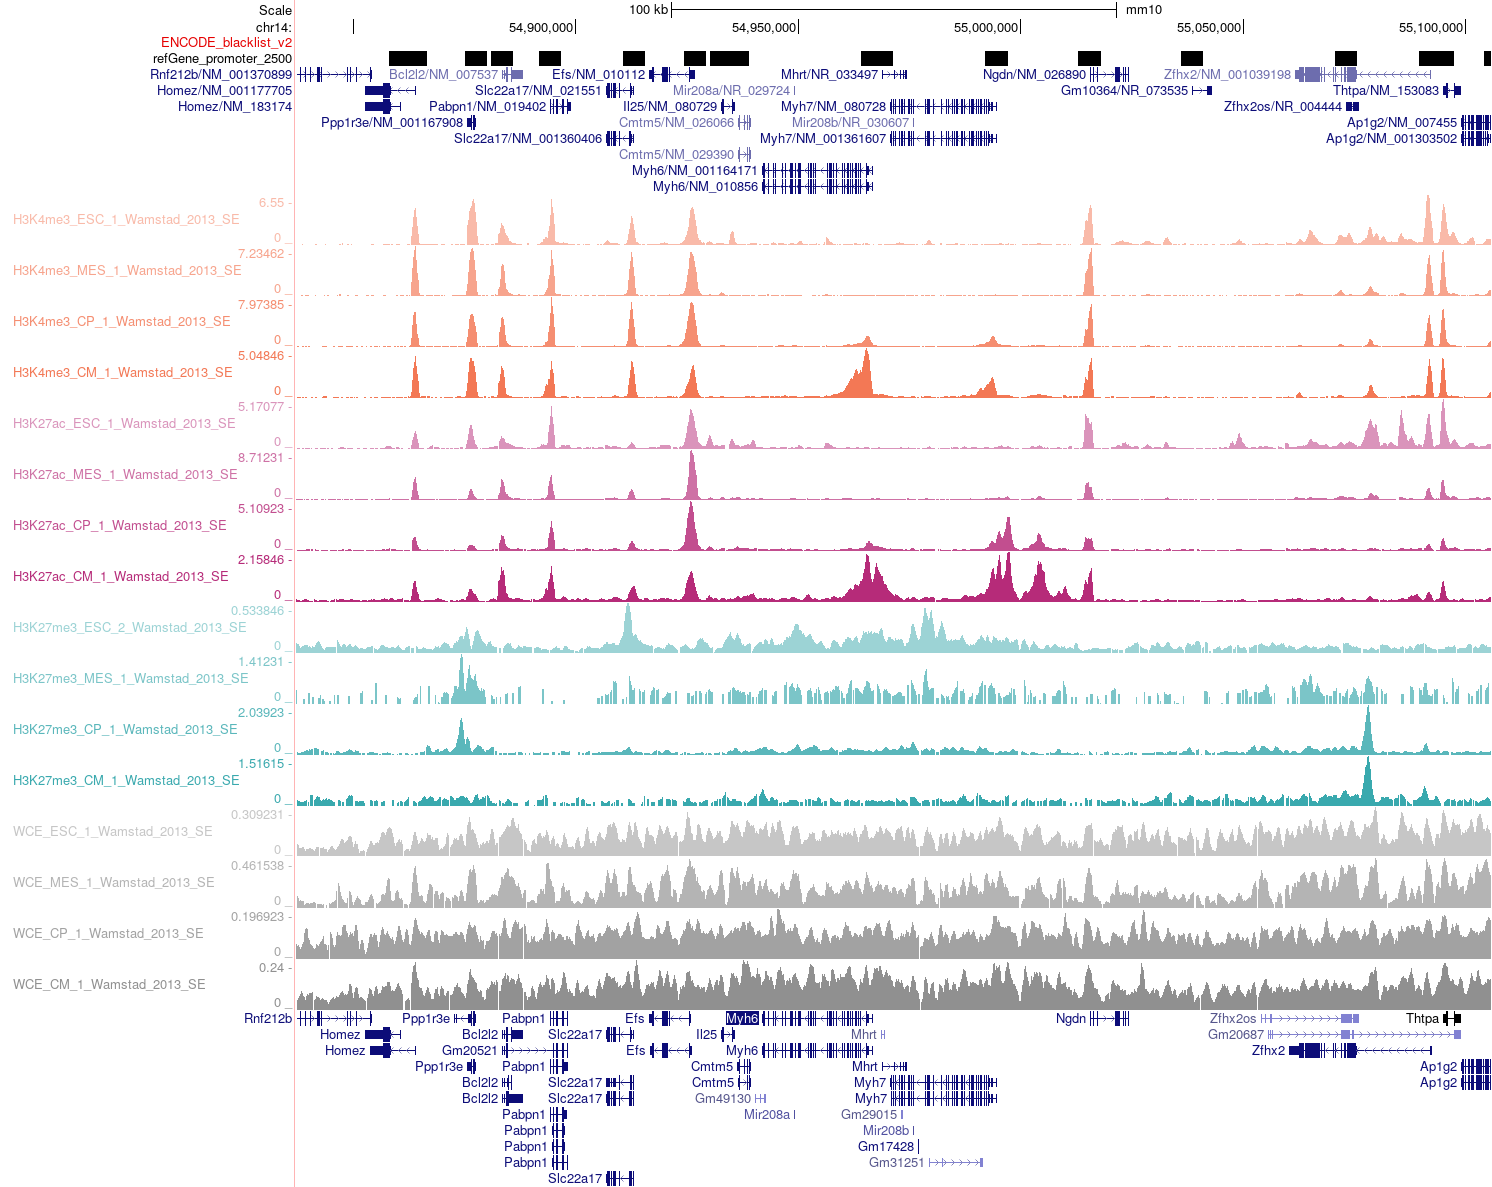 Scale 100 kb mm10
chr14: 54,900,000 54,950,000 55,000,000 55,050,000 55,100,000
ENCODE_blacklist_v2
refGene_promoter_2500
Rnf212b/NM_001370899 Bcl2l2/NM_007537 Efs/NM_010112 Mhrt/NR_033497 Ngdn/NM_026890 Zfhx2/NM_001039198
Homez/NM_001177705 Slc22a17/NM_021551 Mir208a/NR_029724 Gm10364/NR_073535 Thtpa/NM_153083
Homez/NM_183174 Pabpn1/NM_019402 Il25/NM_080729 Myh7/NM_080728 Zfhx2os/NR_004444
Ppp1r3e/NM_001167908 Cmtm5/NM_026066 Mir208b/NR_030607 Ap1g2/NM_007455
Slc22a17/NM_001360406 Myh7/NM_001361607 Ap1g2/NM_001303502
Cmtm5/NM_029390
Myh6/NM_001164171
Myh6/NM_010856
6.55 -
H3K4me3_ESC_1_Wamstad_2013_SE
0 _
7.23462 -
H3K4me3_MES_1_Wamstad_2013_SE
0 _
7.97385 -
H3K4me3_CP_1_Wamstad_2013_SE
0 _
5.04846 -
H3K4me3_CM_1_Wamstad_2013_SE
0 _
5.17077 -
H3K27ac_ESC_1_Wamstad_2013_SE
0 _
8.71231 -
H3K27ac_MES_1_Wamstad_2013_SE
0 _
5.10923 -
H3K27ac_CP_1_Wamstad_2013_SE
0 _
2.15846 -
H3K27ac_CM_1_Wamstad_2013_SE
0 _
0.533846 -
H3K27me3_ESC_2_Wamstad_2013_SE
0 _
1.41231 -
H3K27me3_MES_1_Wamstad_2013_SE
0 _
2.03923 -
H3K27me3_CP_1_Wamstad_2013_SE
0 _
1.51615 -
H3K27me3_CM_1_Wamstad_2013_SE
0 _
0.309231 -
WCE_ESC_1_Wamstad_2013_SE
0 _
0.461538 -
WCE_MES_1_Wamstad_2013_SE
0 _
0.196923 -
WCE_CP_1_Wamstad_2013_SE
0 _
0.24 -
WCE_CM_1_Wamstad_2013_SE
0 _
Rnf212b Ppp1r3e Pabpn1 Efs Myh6 Ngdn Zfhx2os Thtpa
Homez Bcl2l2 Slc22a17 Il25 Mhrt Gm20687
Homez Gm20521 Efs Myh6 Zfhx2
Ppp1r3e Pabpn1 Cmtm5 Mhrt Ap1g2
Bcl2l2 Slc22a17 Cmtm5 Myh7 Ap1g2
Bcl2l2 Slc22a17 Gm49130 Myh7
Pabpn1 Mir208a Gm29015
Pabpn1 Mir208b
Pabpn1 Gm17428
Pabpn1 Gm31251
Slc22a17